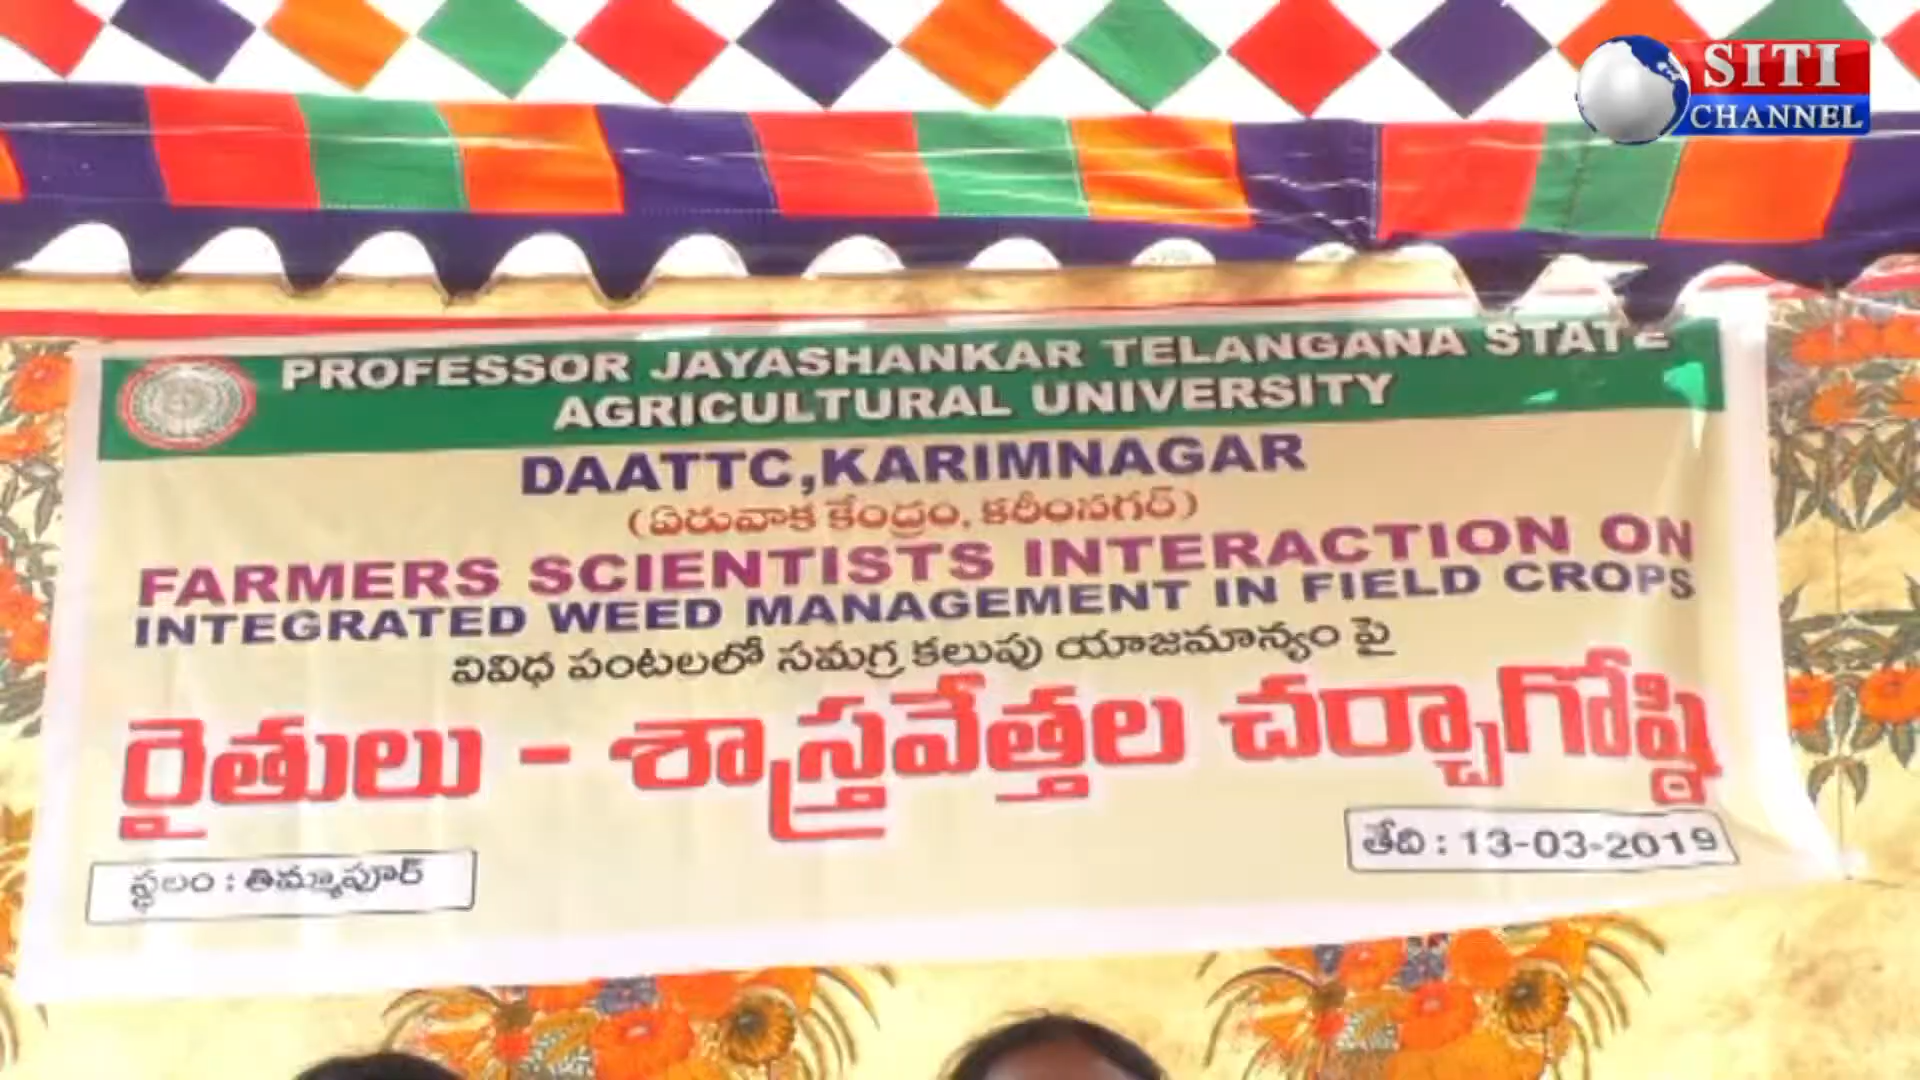 SITI
CHANNEL
PROFESSOR JAYASHANKAR TELANGANA STATE
AGRICULTURAL UNIVERSITY
DAATTC,KARIMNAGAR
(ఏరువాక కేంద్రం, కరీంనగర్)
FARMERS SCIENTISTS INTERACTION ON
INTEGRATED WEED MANAGEMENT IN FIELD CROPS
వివిధ పంటలలో సమగ్ర కలుపు యాజమాన్యం పై
రైతులు - శాస్త్రవేత్తల చర్చాగోష్ఠి
తేది : 13-03-2019
స్థలం : తిమ్మాపూర్